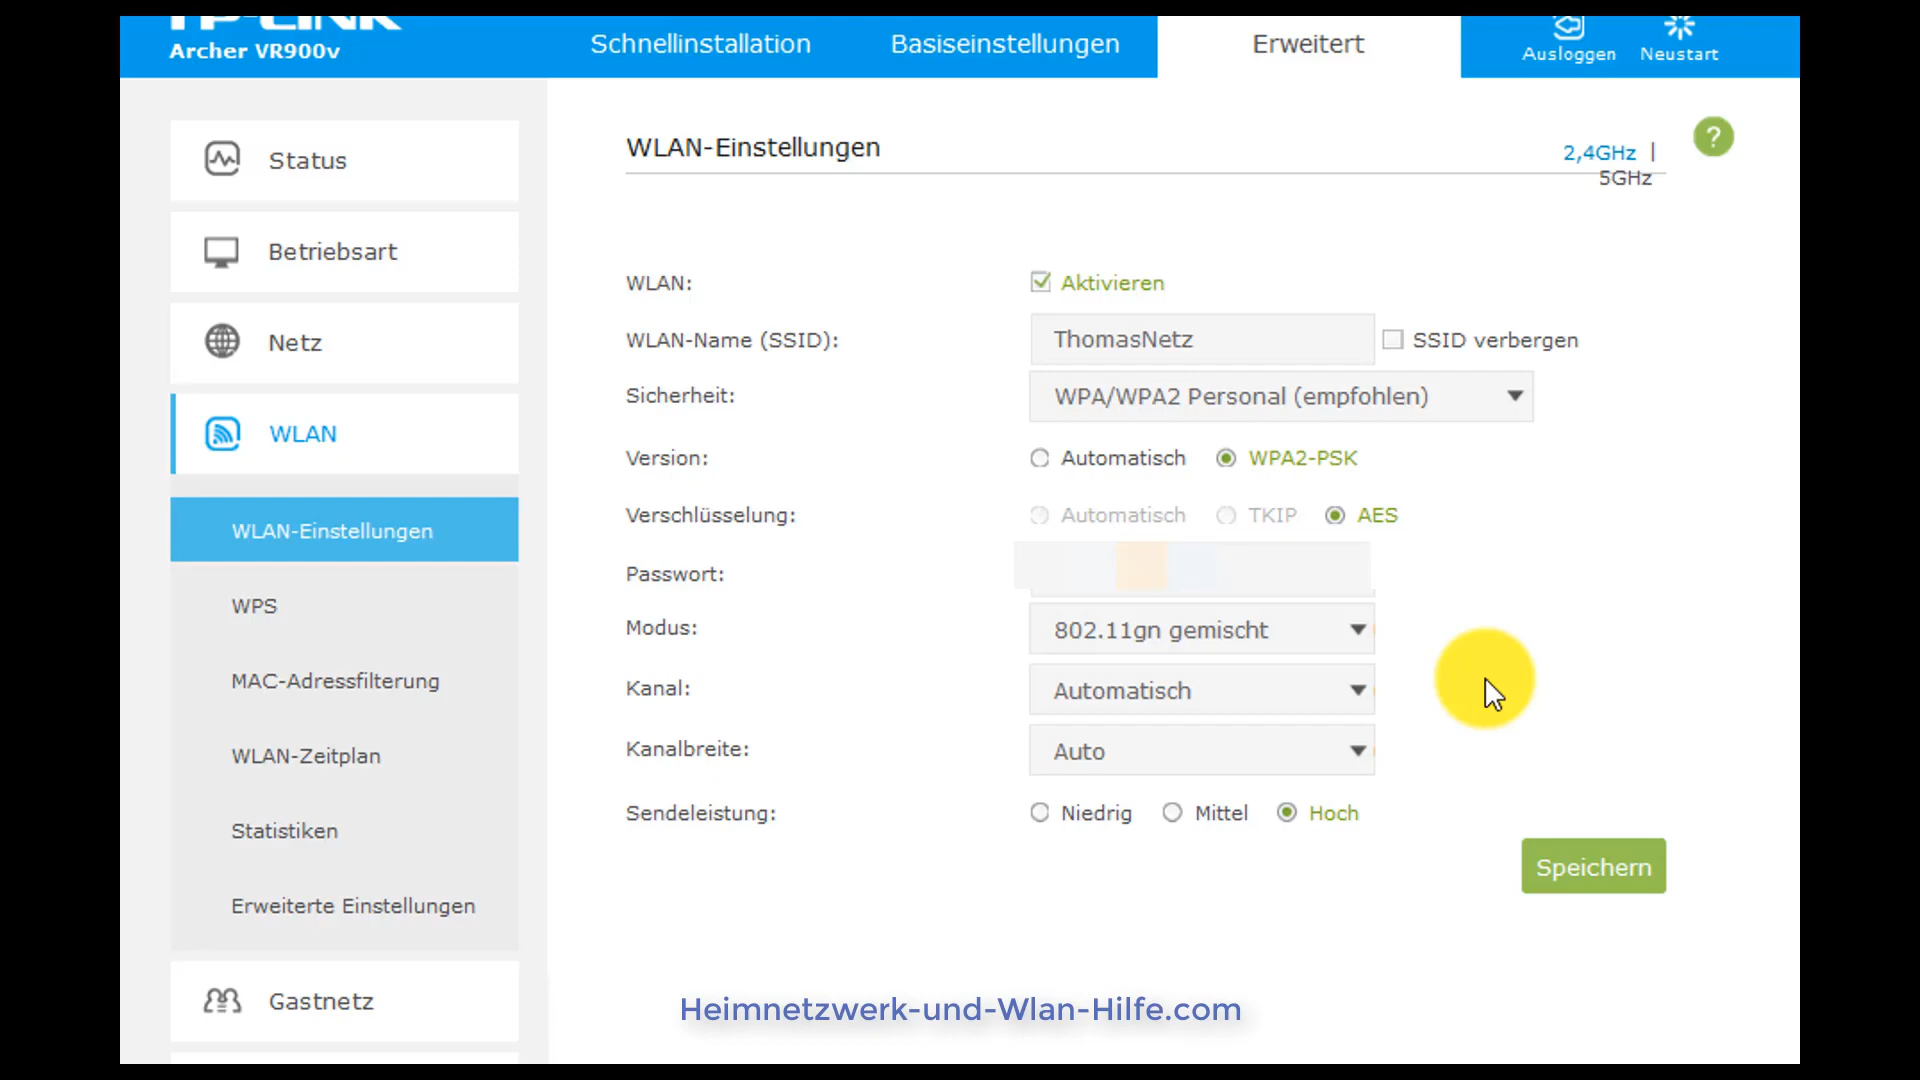 TP-LINK
Archer VR900v
Schnellinstallation
Basiseinstellungen
Erweitert
Ausloggen
Neustart
Status
Betriebsart
Netz
WLAN
WLAN-Einstellungen
WPS
MAC-Adressfilterung
WLAN-Zeitplan
Statistiken
Erweiterte Einstellungen
Gastnetz
WLAN-Einstellungen
2,4GHz |
5GHz
?
WLAN: Aktivieren
WLAN-Name (SSID): ThomasNetz SSID verbergen
Sicherheit: WPA/WPA2 Personal (empfohlen)
Version: Automatisch WPA2-PSK
Verschlüsselung: Automatisch TKIP AES
Passwort:
Modus: 802.11gn gemischt
Kanal: Automatisch
Kanalbreite: Auto
Sendeleistung: Niedrig Mittel Hoch
Speichern
Heimnetzwerk-und-Wlan-Hilfe.com